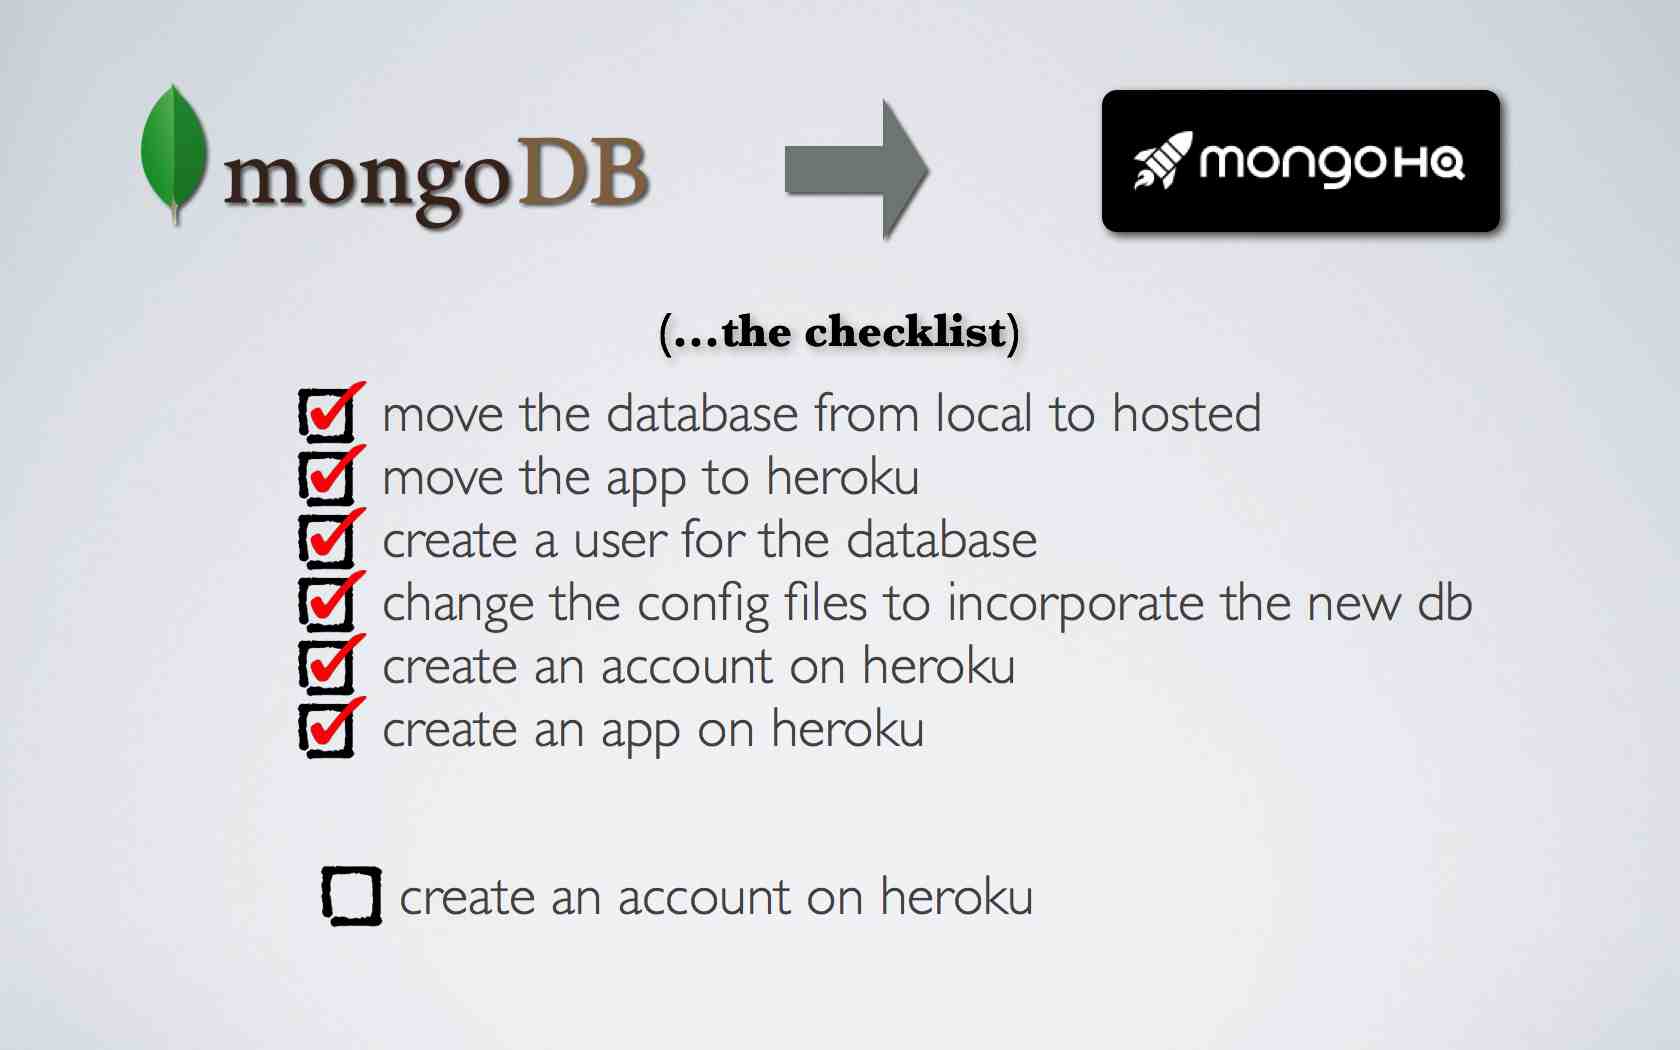 mongoDB
mongoHQ
(...the checklist)
move the database from local to hosted
move the app to heroku
create a user for the database
change the config files to incorporate the new db
create an account on heroku
create an app on heroku
create an account on heroku